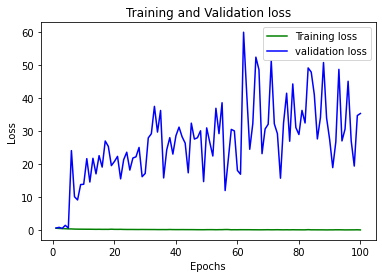 Training and Validation loss
Training loss
validation loss
60
50
40
30
20
10
0
Loss
0
20
40
60
80
100
Epochs